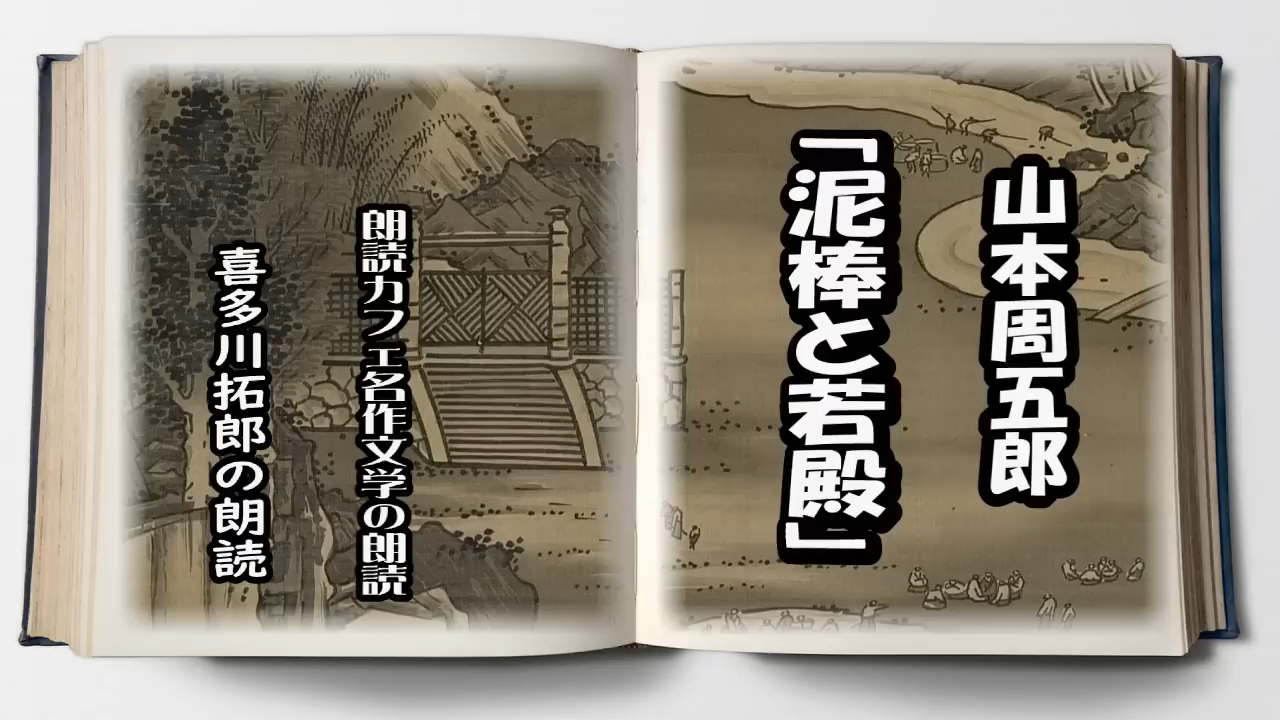 山本周五郎
「泥棒と若殿」
朗読カフェ名作文学の朗読
喜多川拓郎の朗読